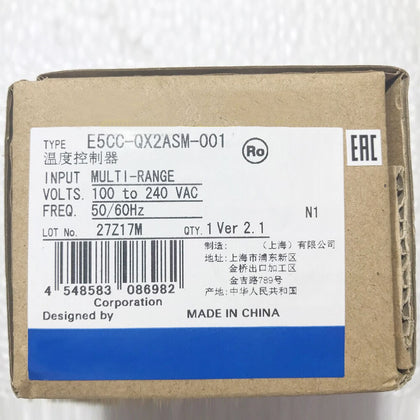 TYPE E5CC-QX2ASM-001
温度控制器
Ro
EAC
INPUT MULTI-RANGE
VOLTS. 100 to 240 VAC
FREQ. 50/60Hz N1
LOT No. 27Z17M QTY. 1 Ver 2.1
制造: (上海)有限公司
地址: 上海市浦东新区
金桥出口加工区
金吉路789号
产地: 中华人民共和国
4 548583 086982
Corporation
Designed by
MADE IN CHINA